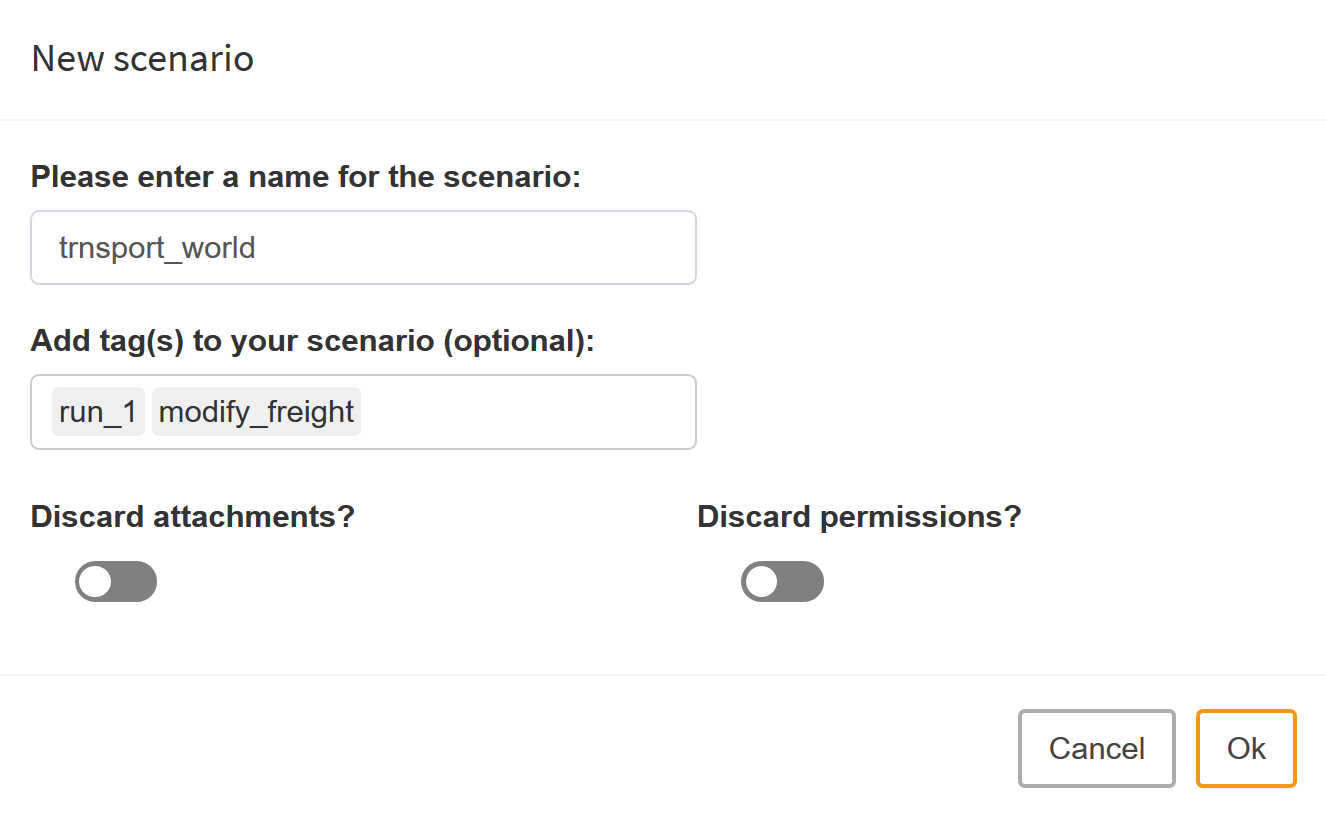 New scenario
Please enter a name for the scenario:
trnsport_world
Add tag(s) to your scenario (optional):
run_1 modify_freight
Discard attachments? Discard permissions?
Cancel Ok